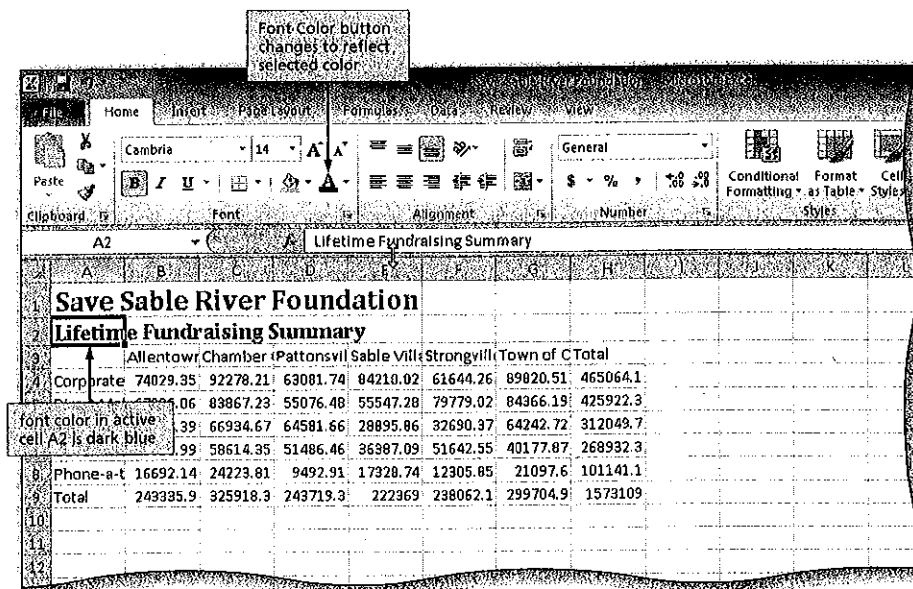 Font Color button
changes to reflect
selected color
Home Insert Page Layout Formulas Data Review View
Cambria 14 A A General
Paste B I U A $ % , Conditional Format Cell
Formatting as Table Styles
Clipboard Font Alignment Number Styles
A2 Lifetime Fundraising Summary
A B C D E F G H I J K L
1 Save Sable River Foundation
2 Lifetime Fundraising Summary
3 Allentowr Chamber Pattonsvil Sable Villa Strongville Town of C Total
4 Corporate 74029.35 92278.21 63081.74 84210.02 61644.26 89820.51 465064.1
.06 83867.23 55076.48 55547.28 79779.02 84366.19 425922.3
font color in active
cell A2 is dark blue
.39 66934.67 64581.66 28895.86 32690.37 64242.72 312049.7
.99 58614.35 51486.46 36387.09 51642.55 40177.87 268932.3
8 Phone-a-t 16692.14 24223.81 9492.91 17328.74 12305.85 21097.6 101141.1
9 Total 243335.9 325918.3 243719.3 222369 238062.1 299704.9 1573109
10
11
12